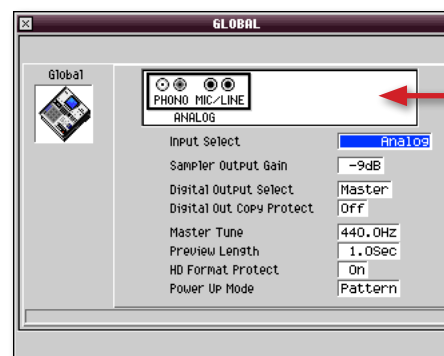 GLOBAL
Global
PHONO MIC/LINE
ANALOG
Input Select Analog
Sampler Output Gain -9dB
Digital Output Select Master
Digital Out Copy Protect Off
Master Tune 440.0Hz
Preview Length 1.0Sec
HD Format Protect On
Power Up Mode Pattern